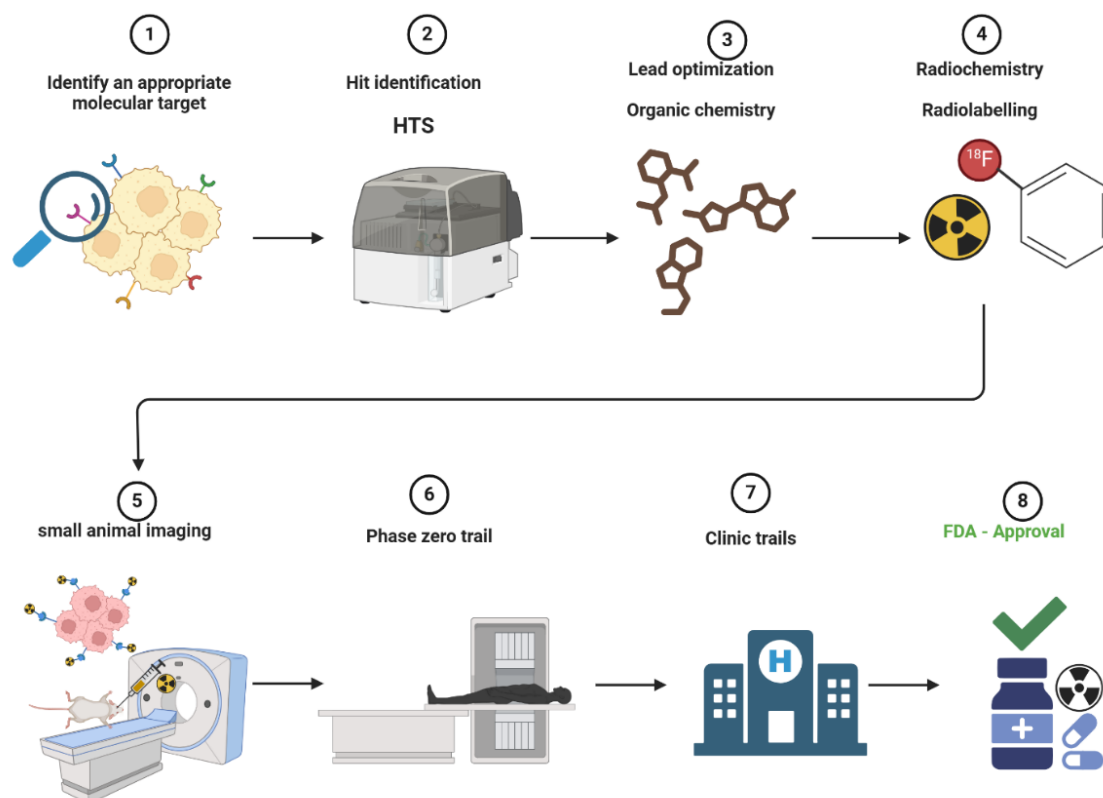 1
Identify an appropriate
molecular target
2
Hit identification
HTS
3
Lead optimization
Organic chemistry
4
Radiochemistry
Radiolabelling
18F
5
small animal imaging
6
Phase zero trail
7
Clinic trails
H
8
FDA - Approval